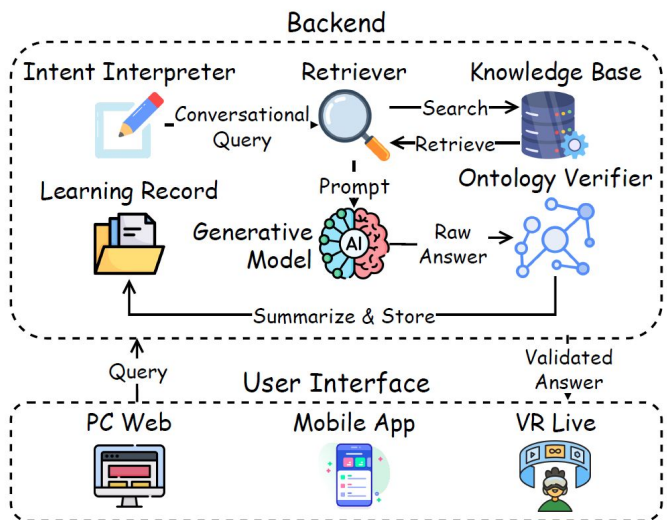 Backend
Intent Interpreter
Retriever
Knowledge Base
Conversational
Query
Search
Retrieve
Learning Record
Prompt
Ontology Verifier
Generative
Model
AI
Raw
Answer
Summarize & Store
Query
Validated
Answer
User Interface
PC Web
Mobile App
VR Live